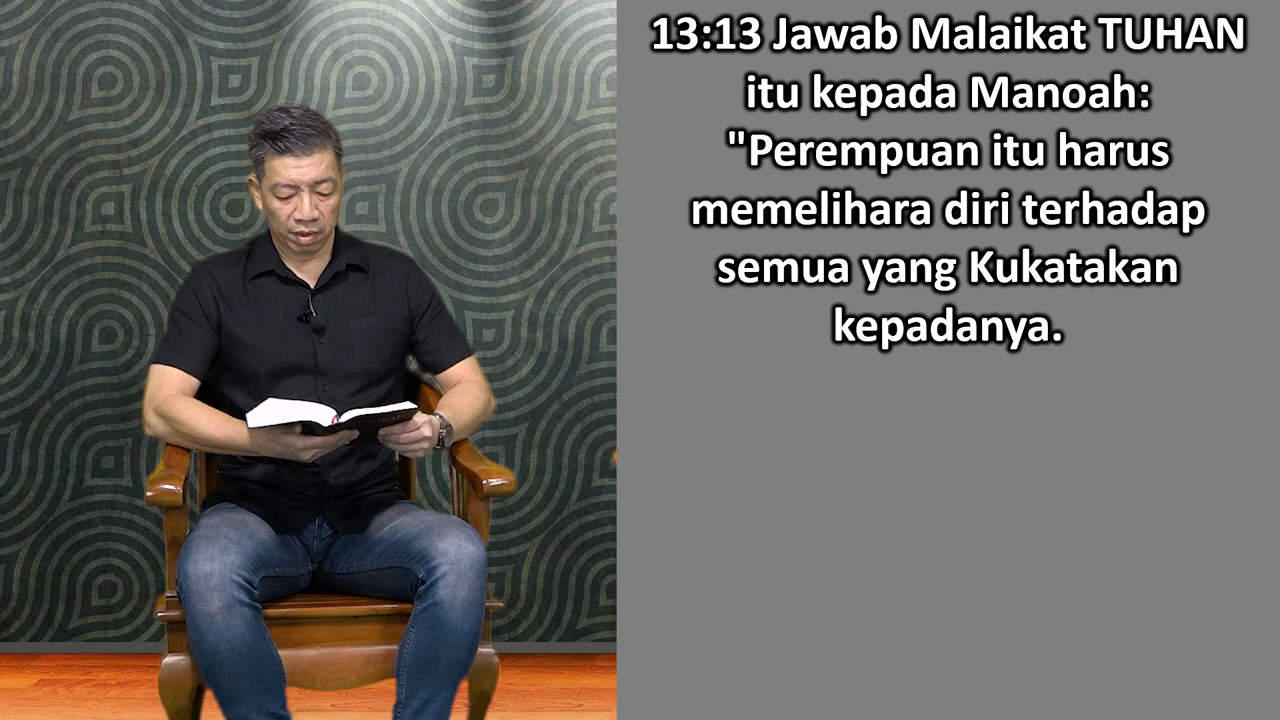 13:13 Jawab Malaikat TUHAN
itu kepada Manoah:
"Perempuan itu harus
memelihara diri terhadap
semua yang Kukatakan
kepadanya.